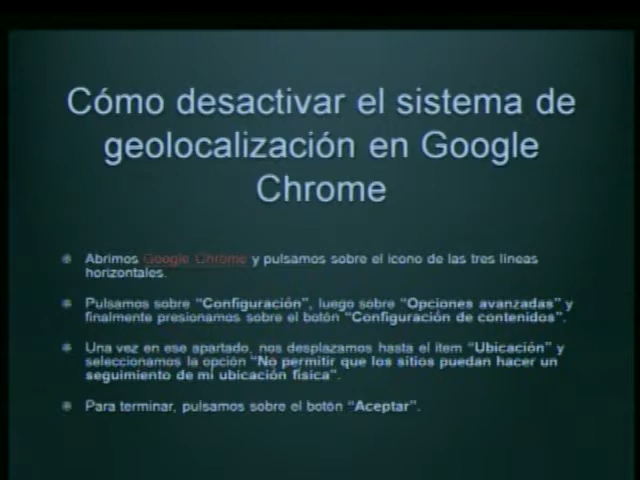 Cómo desactivar el sistema de
geolocalización en Google
Chrome
Abrimos Google Chrome y pulsamos sobre el icono de las tres líneas
horizontales.
Pulsamos sobre “Configuración”, luego sobre “Opciones avanzadas” y
finalmente presionamos sobre el botón “Configuración de contenidos”.
Una vez en ese apartado, nos desplazamos hasta el ítem “Ubicación” y
seleccionamos la opción “No permitir que los sitios puedan hacer un
seguimiento de mi ubicación física”.
Para terminar, pulsamos sobre el botón “Aceptar”.